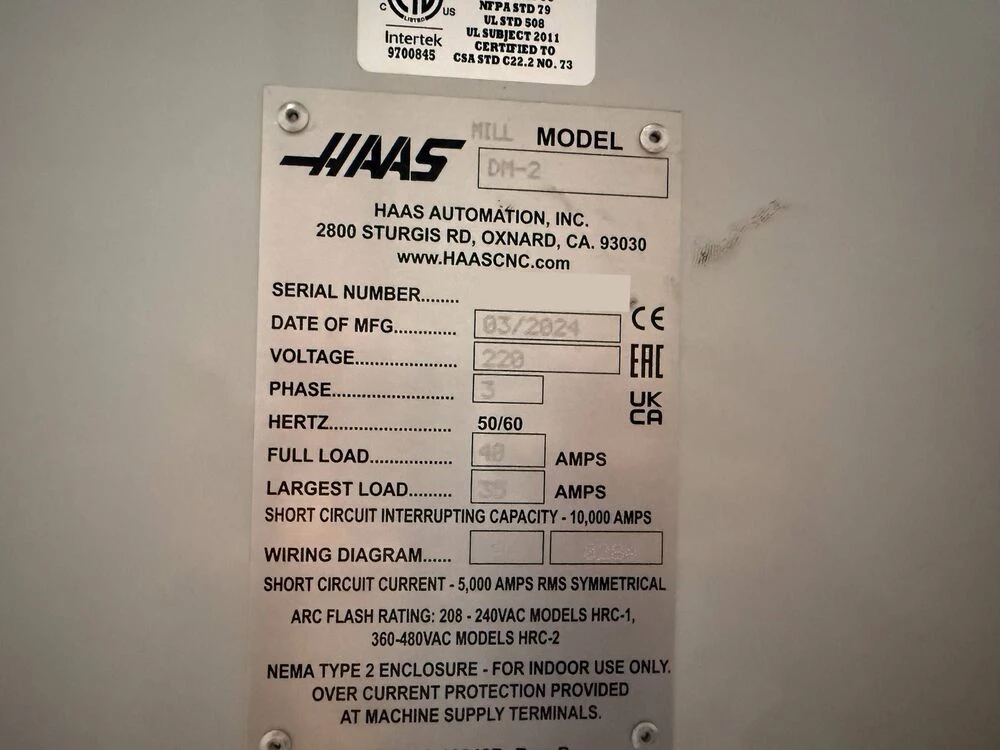 NFPA STD 79
UL STD 508
UL SUBJECT 2011
CERTIFIED TO
CSA STD C22.2 NO. 73
C US
LISTED
Intertek
9700845
HAAS
MILL MODEL
DM-2
HAAS AUTOMATION, INC.
2800 STURGIS RD, OXNARD, CA. 93030
www.HAASCNC.com
SERIAL NUMBER........
DATE OF MFG............ 03/2024
VOLTAGE................... 220
PHASE....................... 3
HERTZ....................... 50/60
FULL LOAD................ 40 AMPS
LARGEST LOAD......... 35 AMPS
SHORT CIRCUIT INTERRUPTING CAPACITY - 10,000 AMPS
WIRING DIAGRAM......
SHORT CIRCUIT CURRENT - 5,000 AMPS RMS SYMMETRICAL
ARC FLASH RATING: 208 - 240VAC MODELS HRC-1,
360-480VAC MODELS HRC-2
NEMA TYPE 2 ENCLOSURE - FOR INDOOR USE ONLY.
OVER CURRENT PROTECTION PROVIDED
AT MACHINE SUPPLY TERMINALS.
CE
EAC
UK
CA